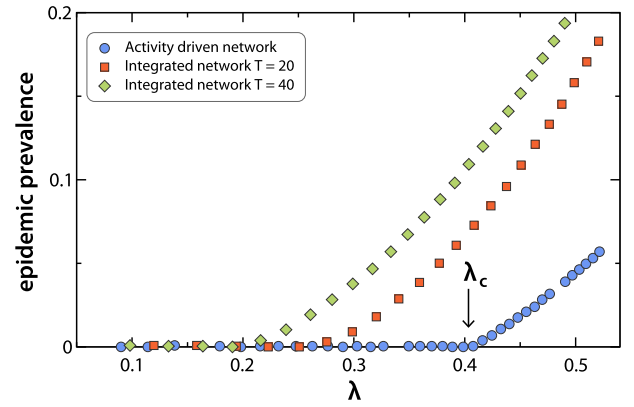 0.2
Activity driven network
Integrated network T = 20
Integrated network T = 40
epidemic prevalence
0.1
λc
0
0.1
0.2
0.3
0.4
0.5
λ